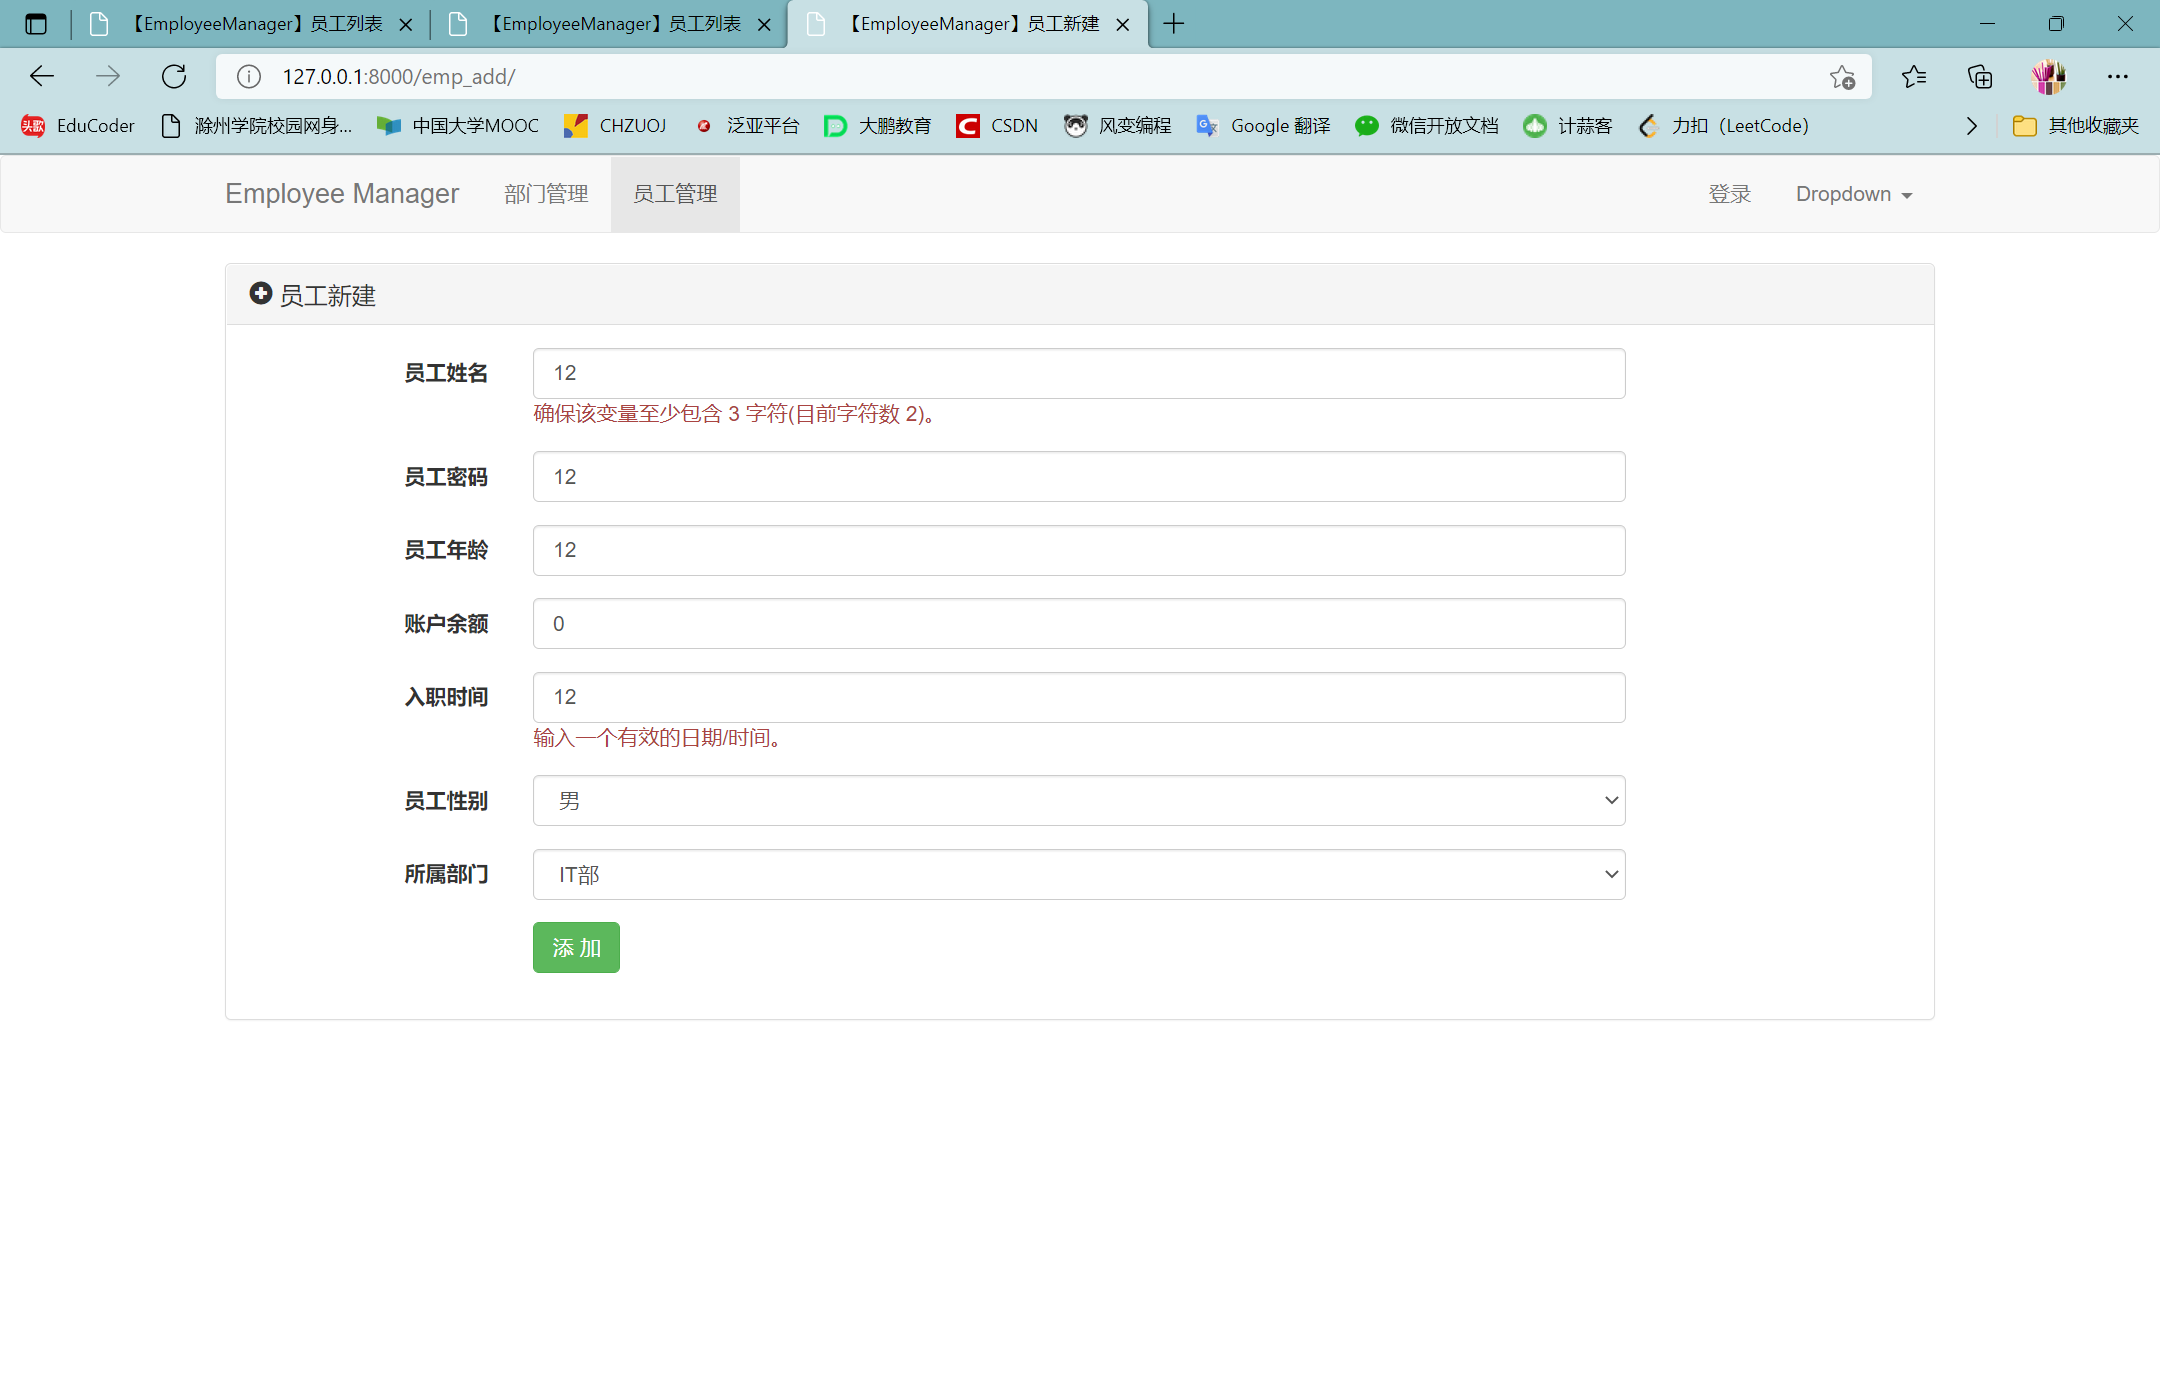 【EmployeeManager】员工列表
【EmployeeManager】员工列表
【EmployeeManager】员工新建
127.0.0.1:8000/emp_add/
头歌 EduCoder 滁州学院校园网身... 中国大学MOOC CHZUOJ 泛亚平台 大鹏教育 CSDN 风变编程 Google 翻译 微信开放文档 计蒜客 力扣（LeetCode） 其他收藏夹
Employee Manager 部门管理 员工管理 登录 Dropdown
员工新建
员工姓名 12
确保该变量至少包含 3 字符(目前字符数 2)。
员工密码 12
员工年龄 12
账户余额 0
入职时间 12
输入一个有效的日期/时间。
员工性别 男
所属部门 IT部
添 加